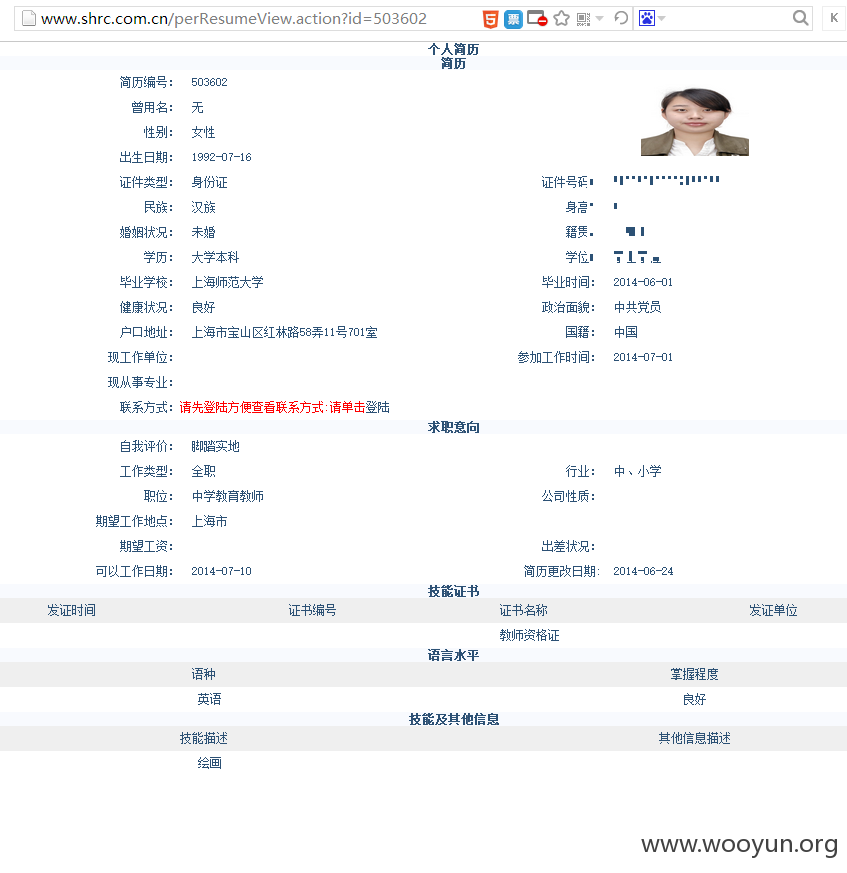 www.shrc.com.cn/perResumeView.action?id=503602
个人简历
简历
简历编号： 503602
曾用名： 无
性别： 女性
出生日期： 1992-07-16
证件类型： 身份证 证件号码
民族： 汉族 身高
婚姻状况： 未婚 籍贯
学历： 大学本科 学位
毕业学校： 上海师范大学 毕业时间： 2014-06-01
健康状况： 良好 政治面貌： 中共党员
户口地址： 上海市宝山区红林路58弄11号701室 国籍： 中国
现工作单位： 参加工作时间： 2014-07-01
现从事专业：
联系方式： 请先登陆方便查看联系方式:请单击登陆
求职意向
自我评价： 脚踏实地
工作类型： 全职 行业： 中、小学
职位： 中学教育教师 公司性质：
期望工作地点： 上海市
期望工资： 出差状况：
可以工作日期： 2014-07-10 简历更改日期: 2014-06-24
技能证书
发证时间 证书编号 证书名称 发证单位
教师资格证
语言水平
语种 掌握程度
英语 良好
技能及其他信息
技能描述 其他信息描述
绘画
www.wooyun.org